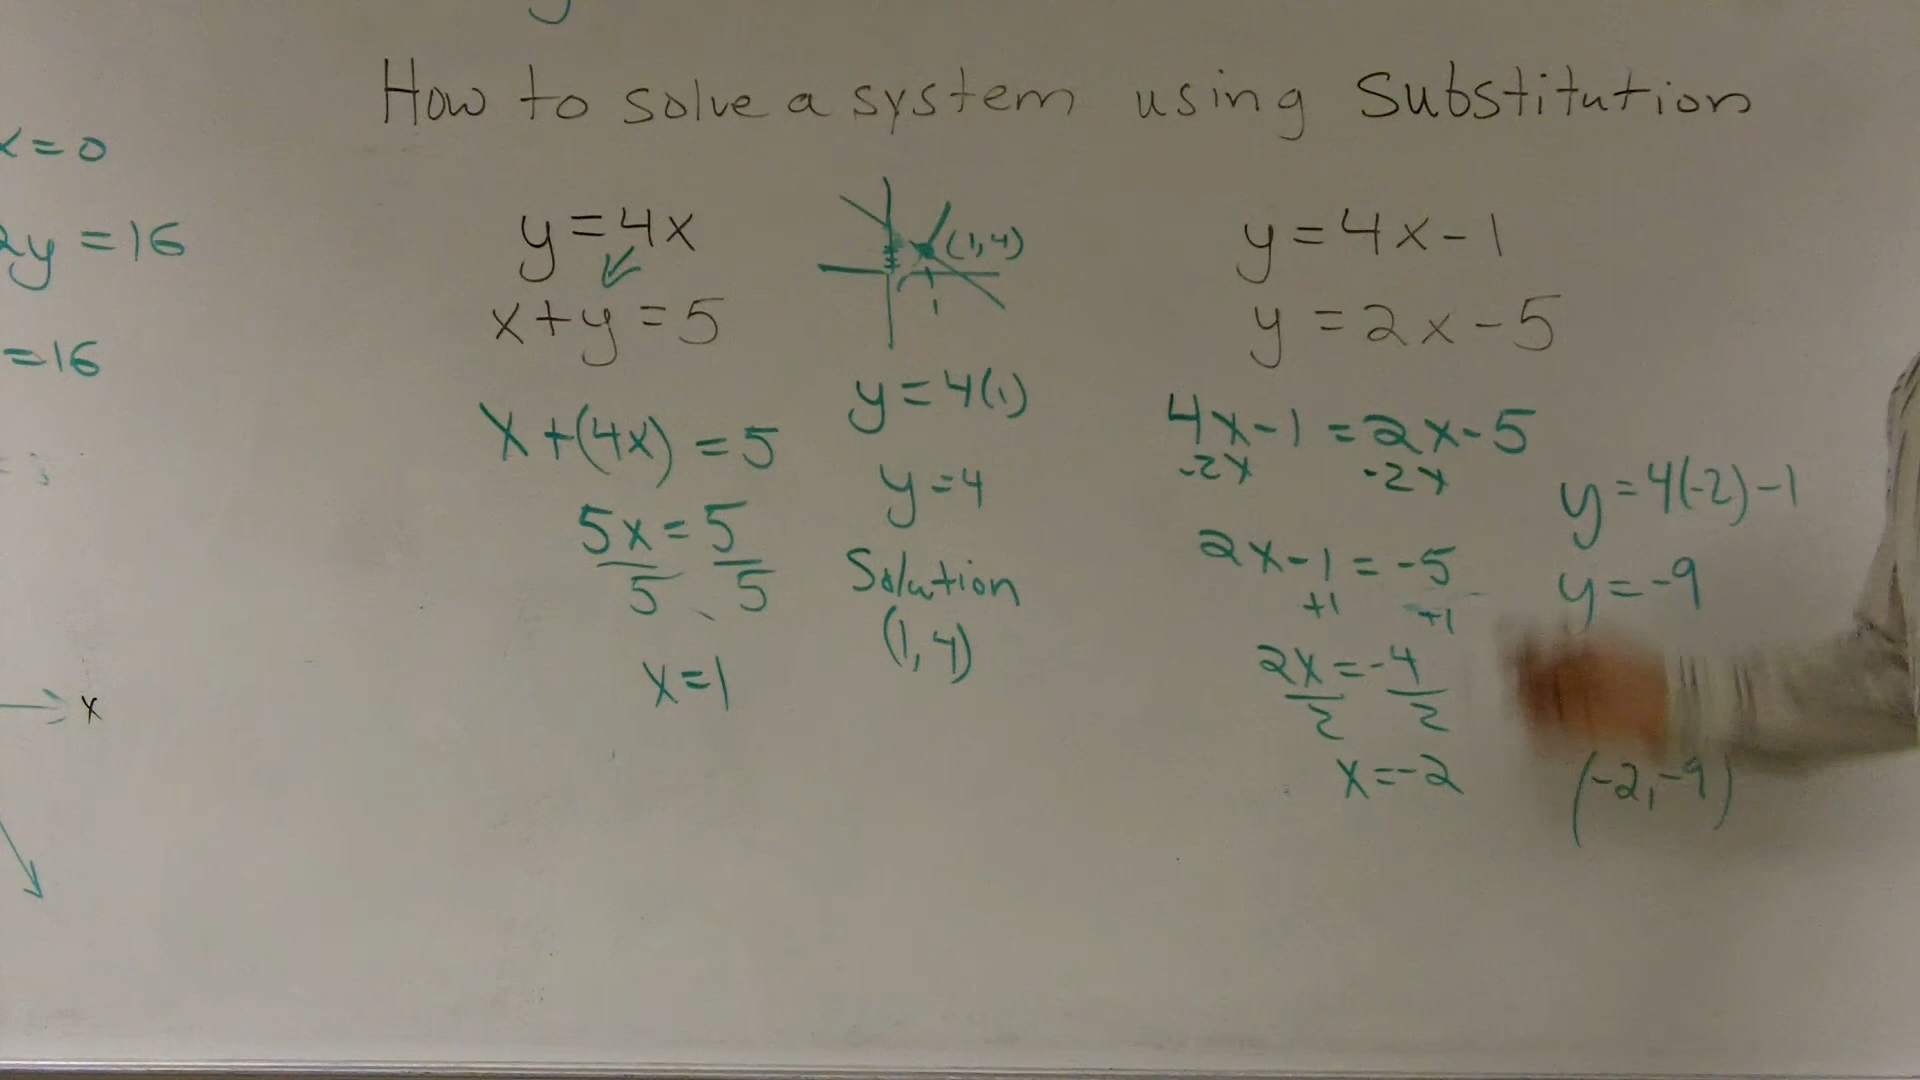 How to solve a system using Substitution
x=0
2y=16
=16
x
y=4x
x+y=5
x+(4x)=5
5x=5
5 5
x=1
(1,4)
1
y=4(1)
y=4
Solution
(1,4)
y=4x-1
y=2x-5
4x-1=2x-5
-2x -2x
2x-1=-5
+1 +1
2x=-4
2 2
x=-2
y=4(-2)-1
y=-9
(-2,-9)